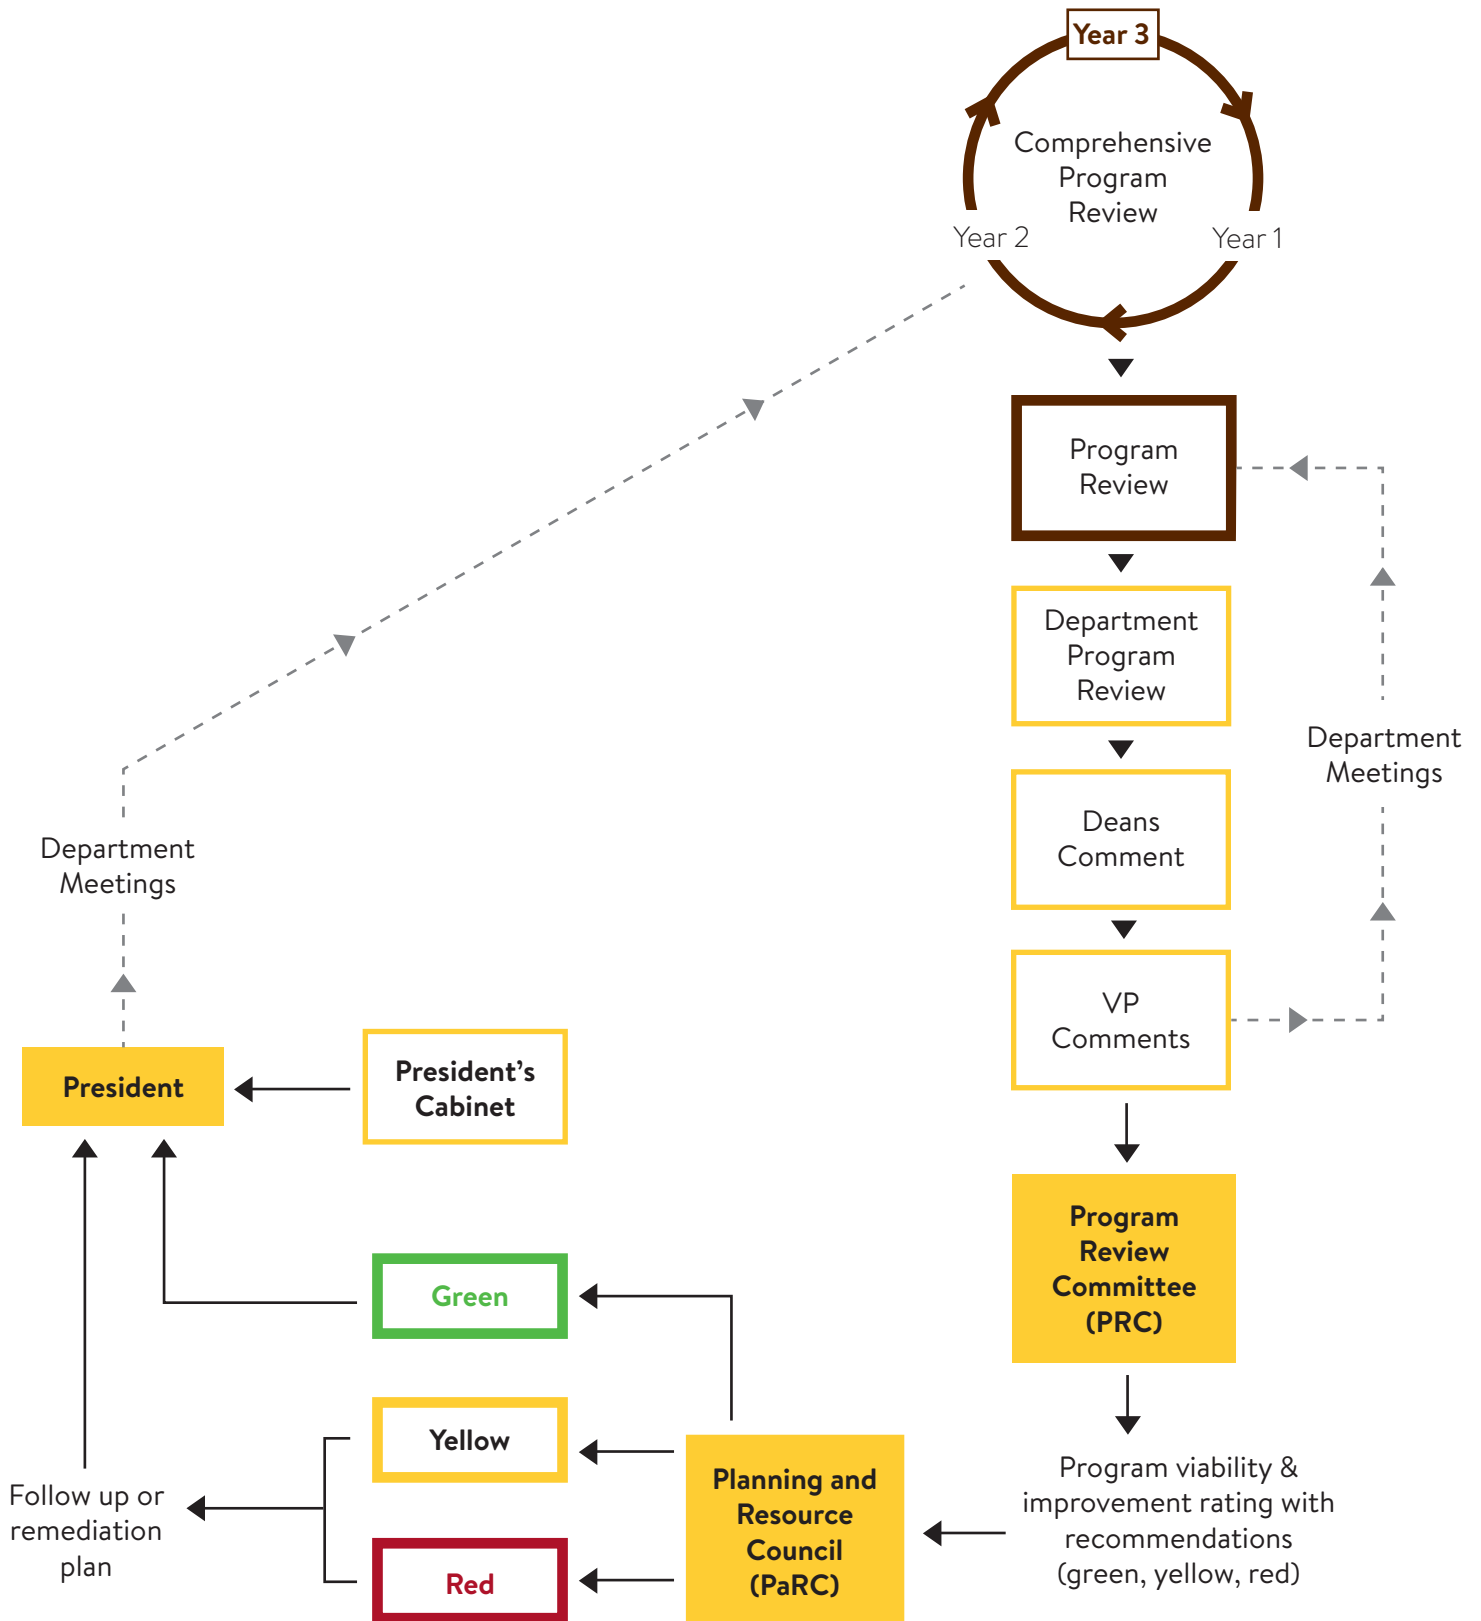 Year 3
Comprehensive
Program
Review
Year 2
Year 1
Program
Review
Department
Program
Review
Department
Meetings
Deans
Comment
Department
Meetings
VP
Comments
President
President’s
Cabinet
Program
Review
Committee
(PRC)
Green
Yellow
Red
Follow up or
remediation
plan
Planning and
Resource
Council
(PaRC)
Program viability &
improvement rating with
recommendations
(green, yellow, red)